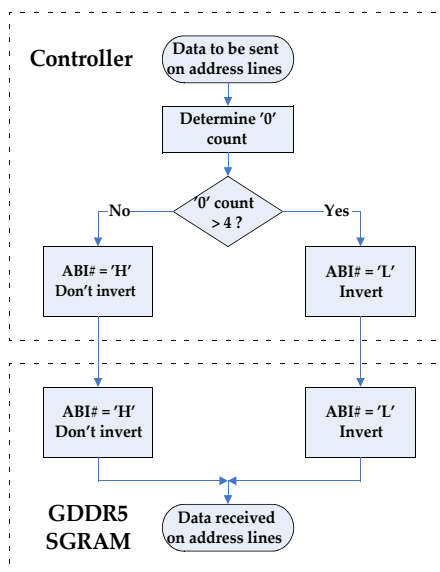 Controller
Data to be sent
on address lines
Determine '0'
count
'0' count
> 4 ?
No
Yes
ABI# = 'H'
Don't invert
ABI# = 'L'
Invert
ABI# = 'H'
Don't invert
ABI# = 'L'
Invert
GDDR5
SGRAM
Data received
on address lines